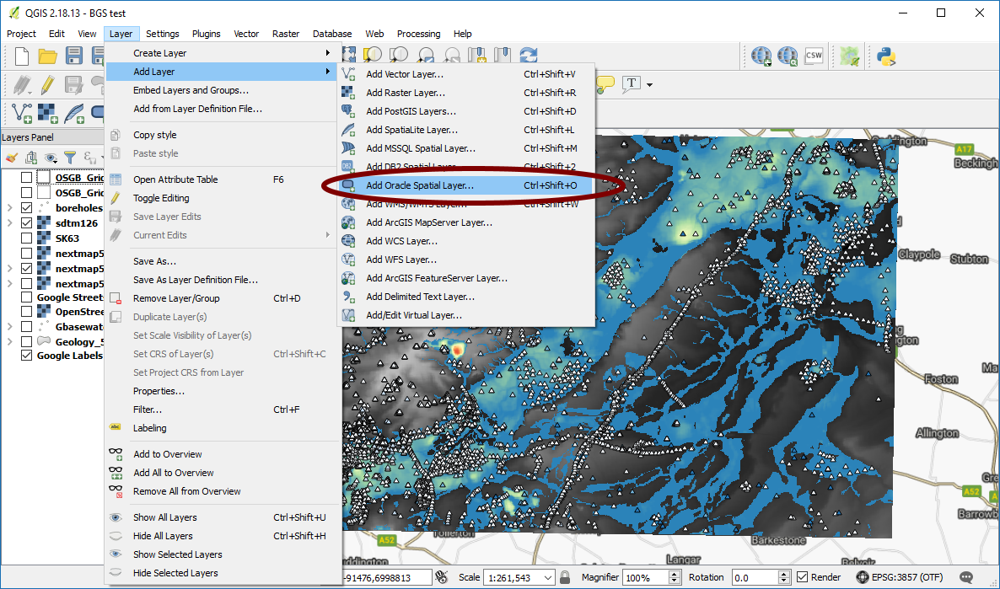 QGIS 2.18.13 - BGS test
Project Edit View Layer Settings Plugins Vector Raster Database Web Processing Help
CSW
T
Layers Panel
OSGB_Grid
OSGB_Grid
boreholes
sdtm126
SK63
nextmap5
nextmap5
nextmap5
Google Streets
OpenStree
Gbasewat
Geology_5
Google Labels
Create Layer
Add Layer
Embed Layers and Groups...
Add from Layer Definition File...
Copy style
Paste style
Open Attribute Table F6
Toggle Editing
Save Layer Edits
Current Edits
Save As...
Save As Layer Definition File...
Remove Layer/Group Ctrl+D
Duplicate Layer(s)
Set Scale Visibility of Layer(s)
Set CRS of Layer(s) Ctrl+Shift+C
Set Project CRS from Layer
Properties...
Filter... Ctrl+F
abc Labeling
Add to Overview
Add All to Overview
Remove All from Overview
Show All Layers Ctrl+Shift+U
Hide All Layers Ctrl+Shift+H
Show Selected Layers
Hide Selected Layers
Add Vector Layer... Ctrl+Shift+V
Add Raster Layer... Ctrl+Shift+R
Add PostGIS Layers... Ctrl+Shift+D
Add SpatiaLite Layer... Ctrl+Shift+L
Add MSSQL Spatial Layer... Ctrl+Shift+M
DB2 Add DB2 Spatial Layer... Ctrl+Shift+2
Add Oracle Spatial Layer... Ctrl+Shift+O
Add WMS/WMTS Layer... Ctrl+Shift+W
Add ArcGIS MapServer Layer...
Add WCS Layer...
Add WFS Layer...
Add ArcGIS FeatureServer Layer...
Add Delimited Text Layer...
Add/Edit Virtual Layer...
A17
Beckingh
Claypole
Stubton
Foston
Allington
A52
Barrowb
Barkestone
Langar
A52
Tollerton
-91476,6998813
Scale 1:261,543
Magnifier 100%
Rotation 0.0
Render
EPSG:3857 (OTF)